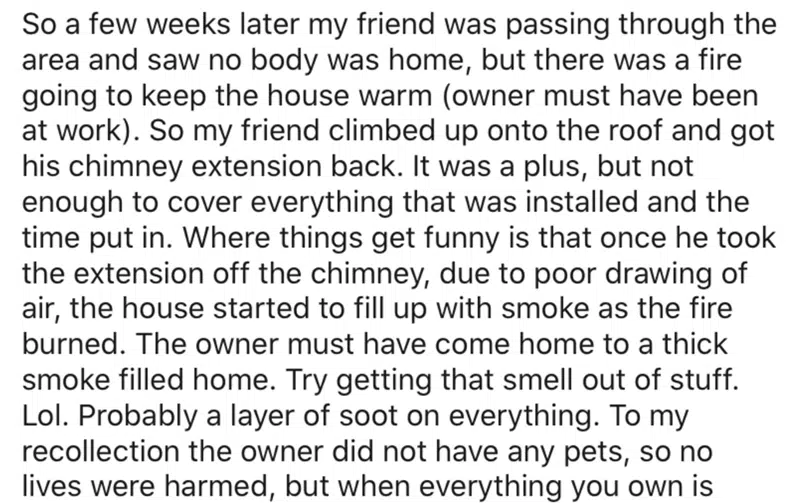 So a few weeks later my friend was passing through the
area and saw no body was home, but there was a fire
going to keep the house warm (owner must have been
at work). So my friend climbed up onto the roof and got
his chimney extension back. It was a plus, but not
enough to cover everything that was installed and the
time put in. Where things get funny is that once he took
the extension off the chimney, due to poor drawing of
air, the house started to fill up with smoke as the fire
burned. The owner must have come home to a thick
smoke filled home. Try getting that smell out of stuff.
Lol. Probably a layer of soot on everything. To my
recollection the owner did not have any pets, so no
lives were harmed, but when everything you own is